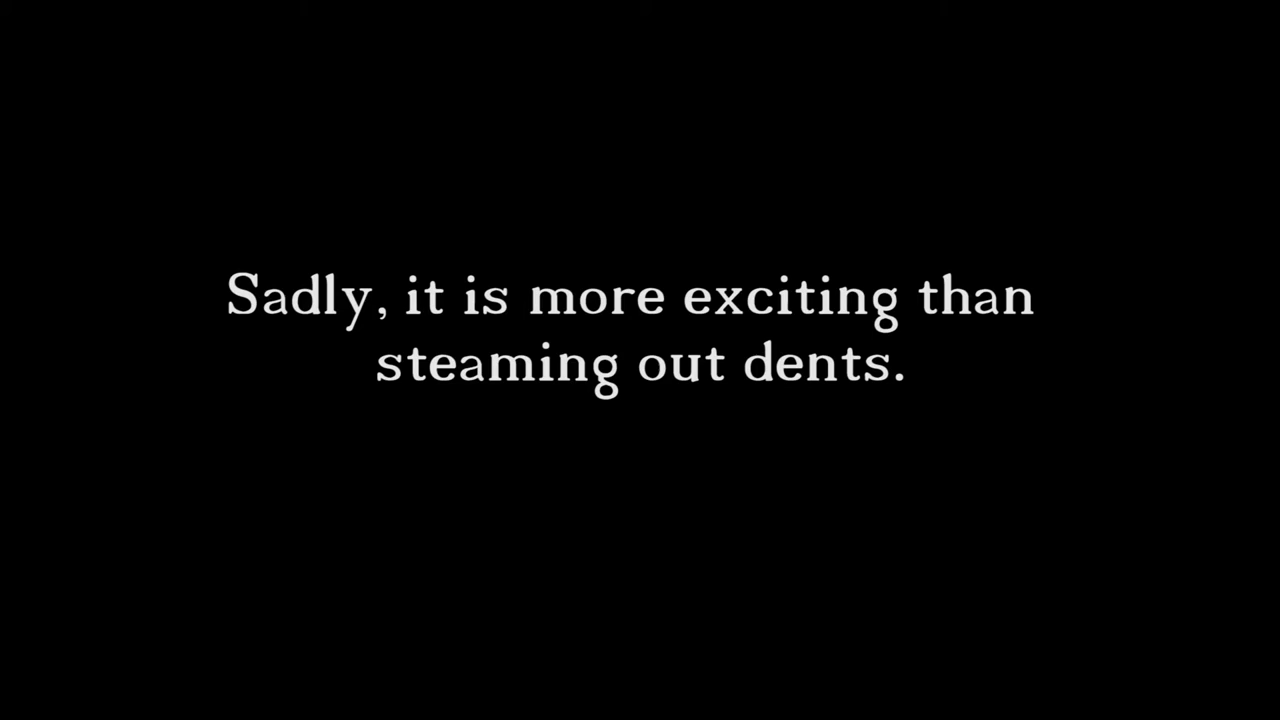 Sadly, it is more exciting than
steaming out dents.